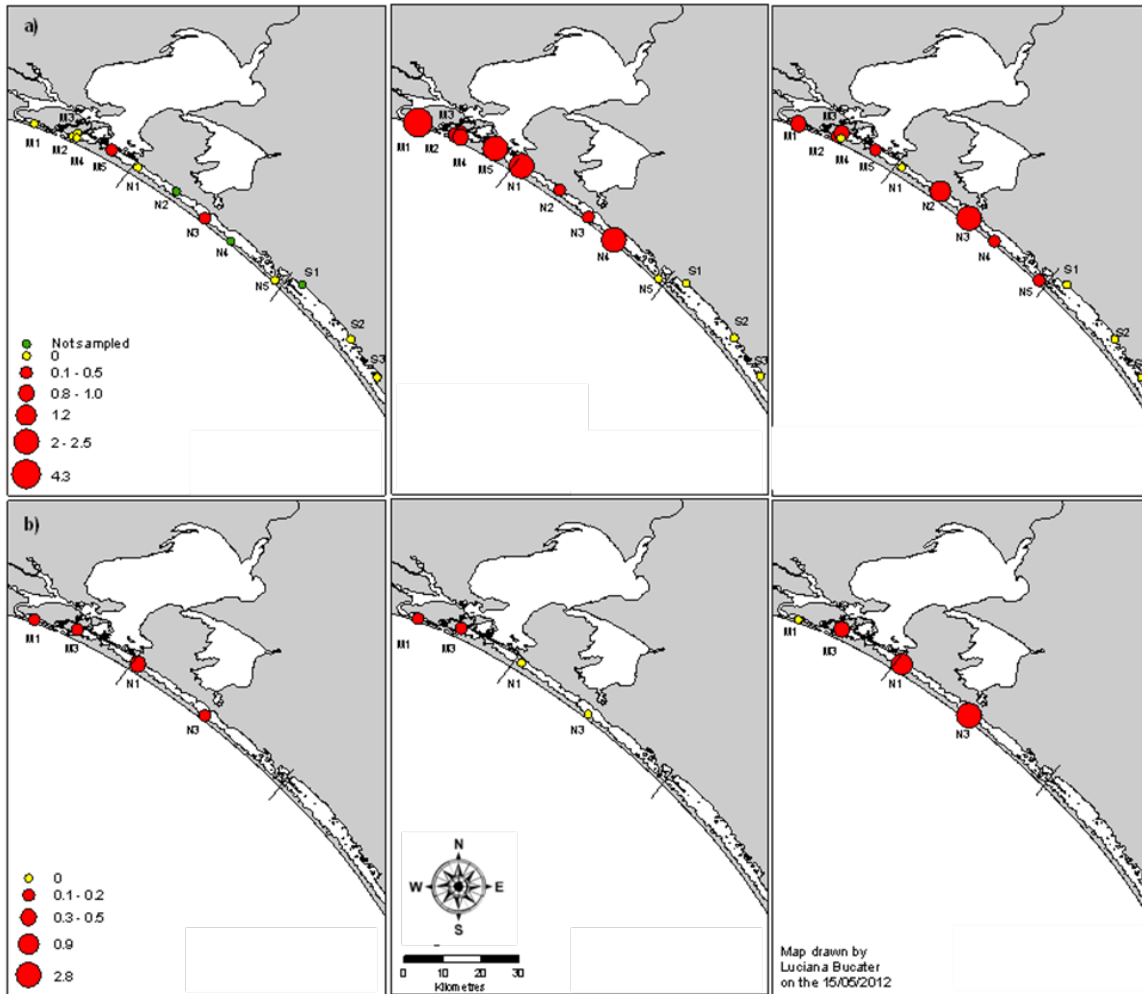 a)
M1
M2
M3
M4
M5
N1
N2
N3
N4
N5
S1
S2
S3
Not sampled
0
0.1 - 0.5
0.8 - 1.0
1.2
2 - 2.5
4.3
M1
M2
M3
M4
M5
N1
N2
N3
N4
N5
S1
S2
S3
M1
M2
M3
M4
M5
N1
N2
N3
N4
N5
S1
S2
S3
b)
M1
M3
N1
N3
0
0.1 - 0.2
0.3 - 0.5
0.9
2.8
M1
M3
N1
N3
N
W E
S
0 10 20 30
Kilometres
M1
M3
N1
N3
Map drawn by
Luciana Bucater
on the 15/05/2012